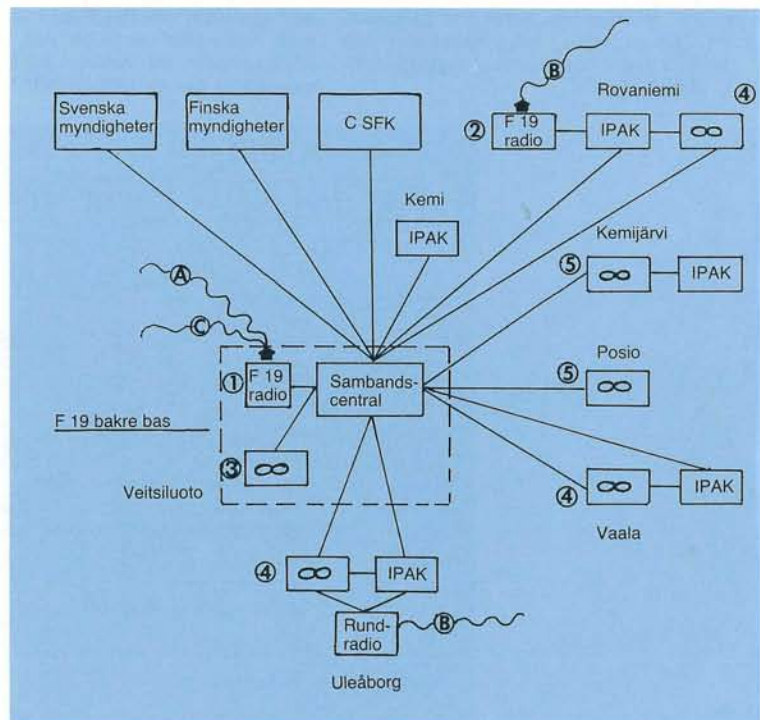 Svenska
myndigheter
Finska
myndigheter
C SFK
B
Rovaniemi
4
2
F 19
radio
IPAK
Kemi
IPAK
Kemijärvi
5
IPAK
A
C
1
F 19
radio
Sambands-
central
Posio
5
F 19 bakre bas
3
Veitsiluoto
4
IPAK
Vaala
4
IPAK
Rund-
radio
B
Uleåborg